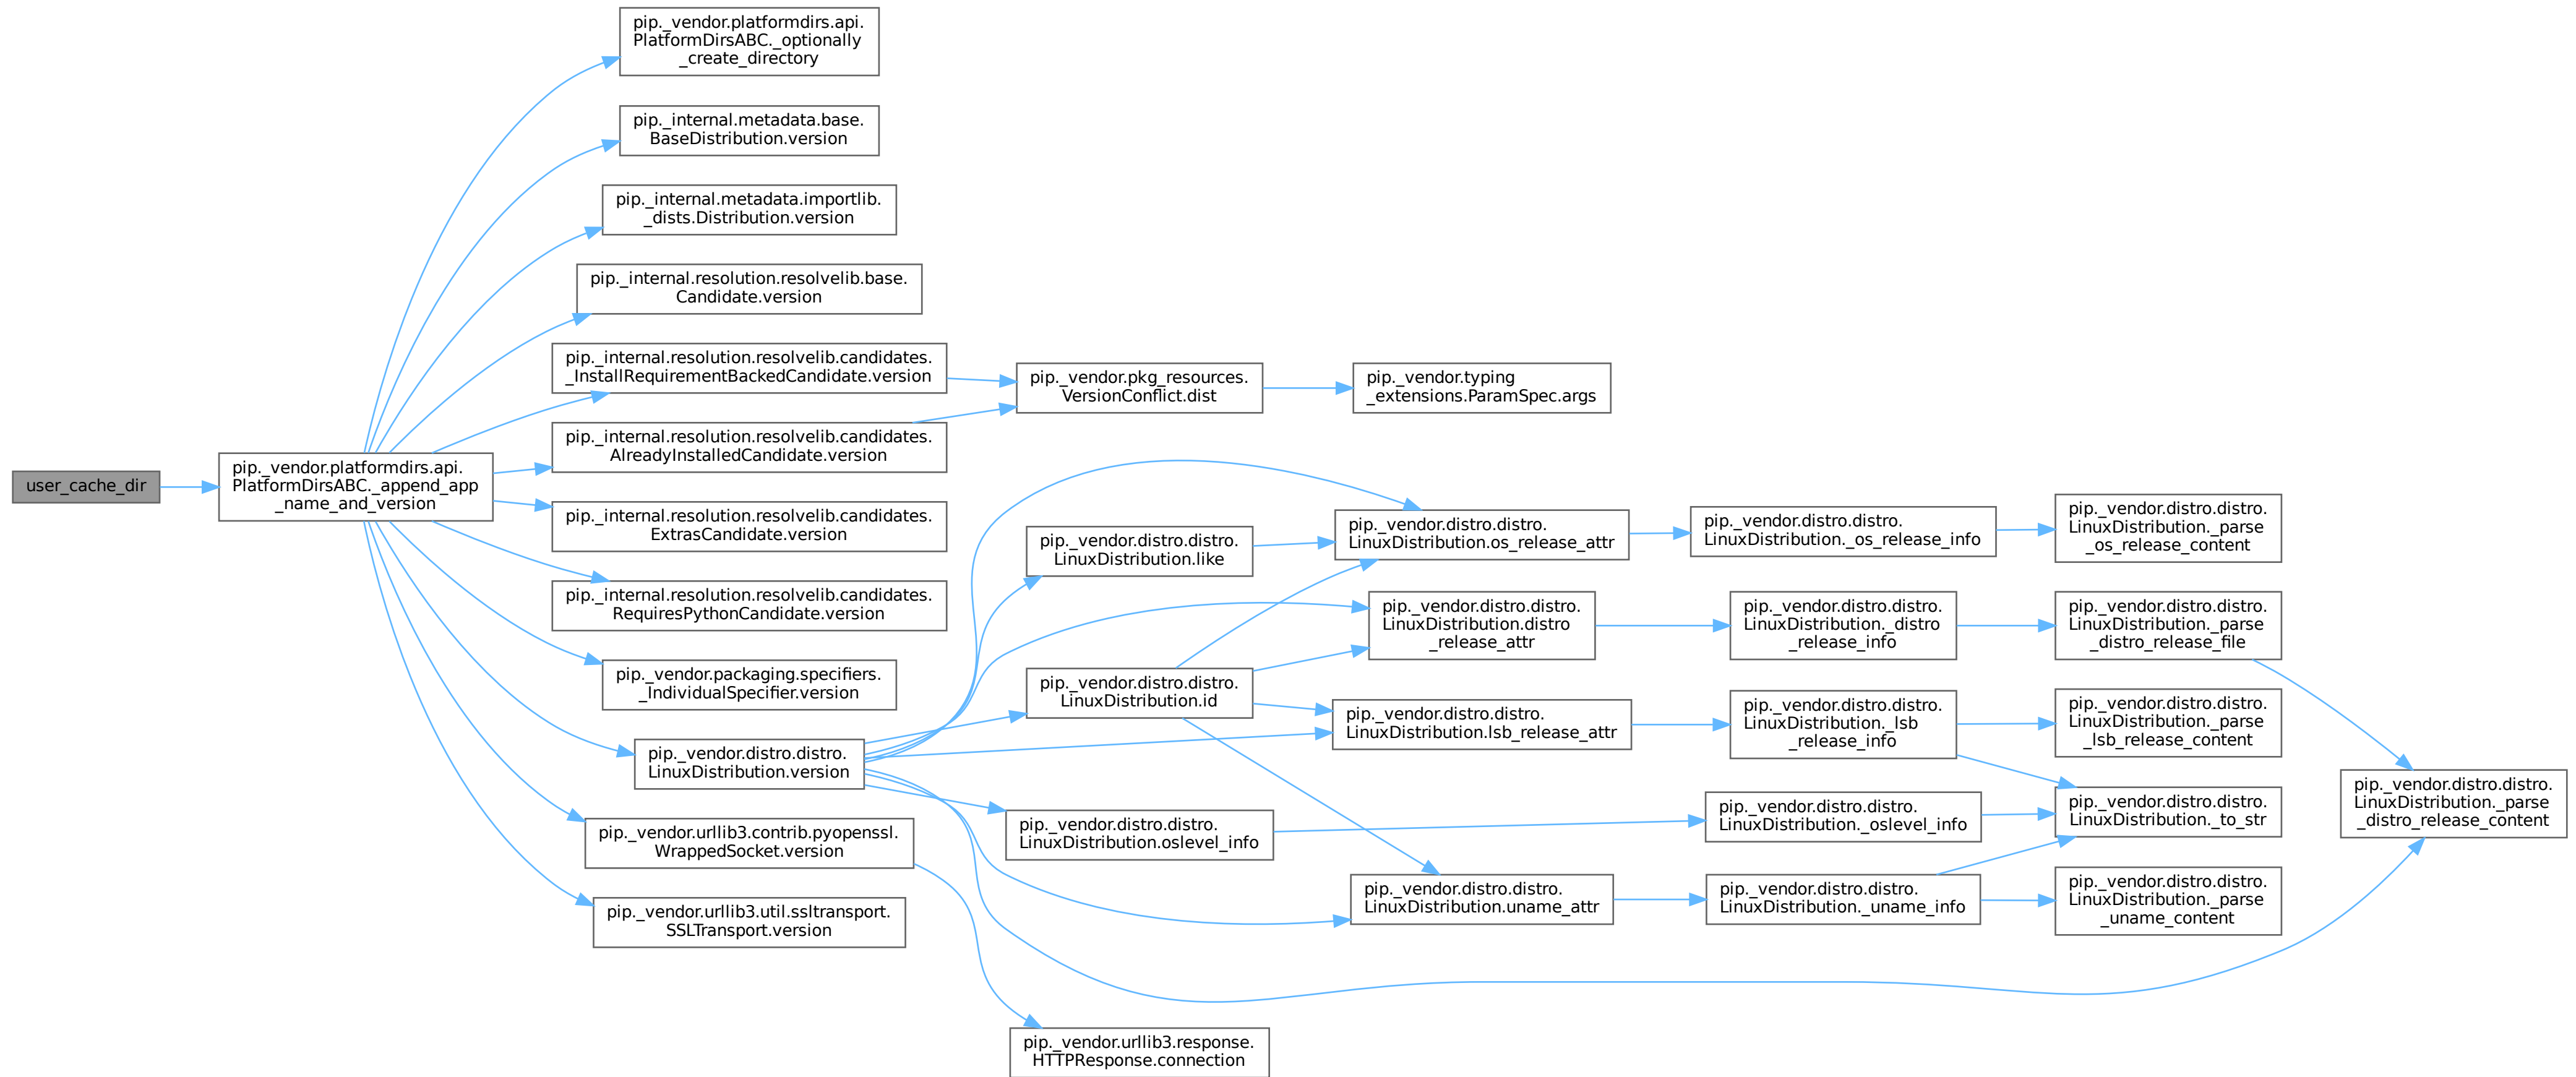 user_cache_dir
pip._vendor.platformdirs.api.
PlatformDirsABC._append_app
_name_and_version
pip._vendor.platformdirs.api.
PlatformDirsABC._optionally
_create_directory
pip._internal.metadata.base.
BaseDistribution.version
pip._internal.metadata.importlib.
_dists.Distribution.version
pip._internal.resolution.resolvelib.base.
Candidate.version
pip._internal.resolution.resolvelib.candidates.
_InstallRequirementBackedCandidate.version
pip._internal.resolution.resolvelib.candidates.
AlreadyInstalledCandidate.version
pip._internal.resolution.resolvelib.candidates.
ExtrasCandidate.version
pip._internal.resolution.resolvelib.candidates.
RequiresPythonCandidate.version
pip._vendor.packaging.specifiers.
_IndividualSpecifier.version
pip._vendor.distro.distro.
LinuxDistribution.version
pip._vendor.urllib3.contrib.pyopenssl.
WrappedSocket.version
pip._vendor.urllib3.util.ssltransport.
SSLTransport.version
pip._vendor.pkg_resources.
VersionConflict.dist
pip._vendor.distro.distro.
LinuxDistribution.like
pip._vendor.distro.distro.
LinuxDistribution.id
pip._vendor.distro.distro.
LinuxDistribution.oslevel_info
pip._vendor.urllib3.response.
HTTPResponse.connection
pip._vendor.typing
_extensions.ParamSpec.args
pip._vendor.distro.distro.
LinuxDistribution.os_release_attr
pip._vendor.distro.distro.
LinuxDistribution.distro
_release_attr
pip._vendor.distro.distro.
LinuxDistribution.lsb_release_attr
pip._vendor.distro.distro.
LinuxDistribution.uname_attr
pip._vendor.distro.distro.
LinuxDistribution._os_release_info
pip._vendor.distro.distro.
LinuxDistribution._distro
_release_info
pip._vendor.distro.distro.
LinuxDistribution._lsb
_release_info
pip._vendor.distro.distro.
LinuxDistribution._oslevel_info
pip._vendor.distro.distro.
LinuxDistribution._uname_info
pip._vendor.distro.distro.
LinuxDistribution._parse
_os_release_content
pip._vendor.distro.distro.
LinuxDistribution._parse
_distro_release_file
pip._vendor.distro.distro.
LinuxDistribution._parse
_lsb_release_content
pip._vendor.distro.distro.
LinuxDistribution._to_str
pip._vendor.distro.distro.
LinuxDistribution._parse
_uname_content
pip._vendor.distro.distro.
LinuxDistribution._parse
_distro_release_content